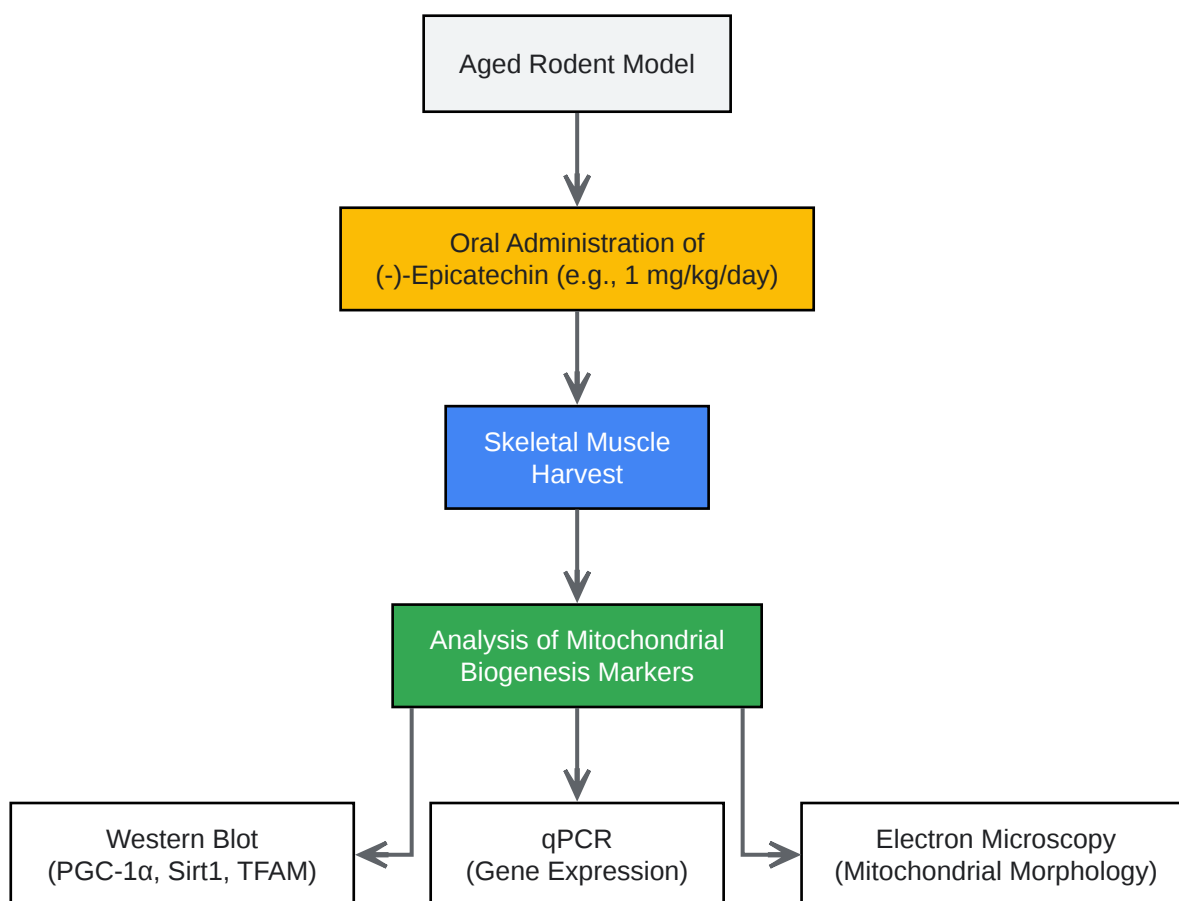 Aged Rodent Model
Oral Administration of
(-)-Epicatechin (e.g., 1 mg/kg/day)
Skeletal Muscle
Harvest
Analysis of Mitochondrial
Biogenesis Markers
Western Blot
(PGC-1α, Sirt1, TFAM)
qPCR
(Gene Expression)
Electron Microscopy
(Mitochondrial Morphology)